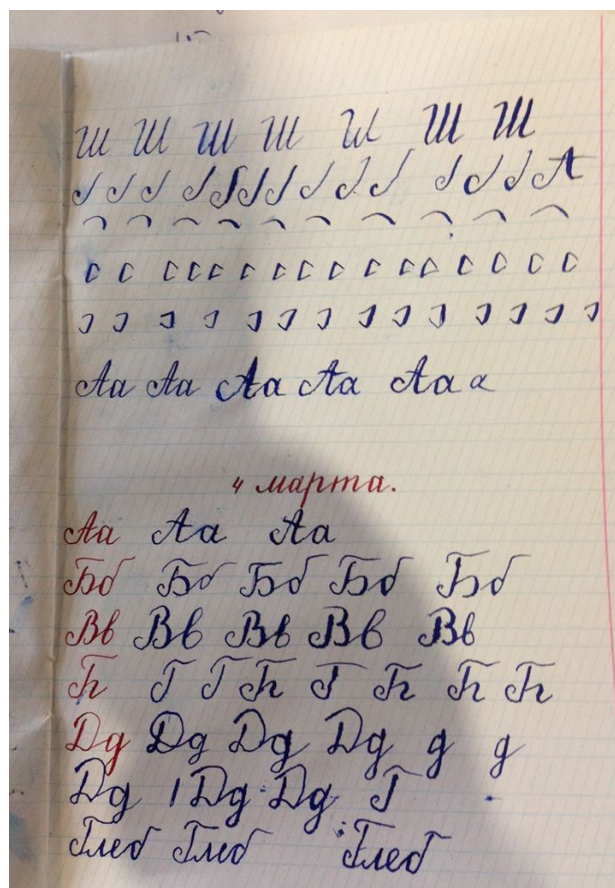 Ш Ш Ш Ш Ш Ш Ш
А
Аа Аа Аа Аа Аа а
4 марта.
Аа Аа Аа
Бб Бб Бб Бб Бб
Вв Вв Вв Вв Вв
Гг Г Г Гг Г Гг Гг Гг
Дд Дд Дд Дд д д
Дд Дд Дд Г
Глеб Глеб Глеб